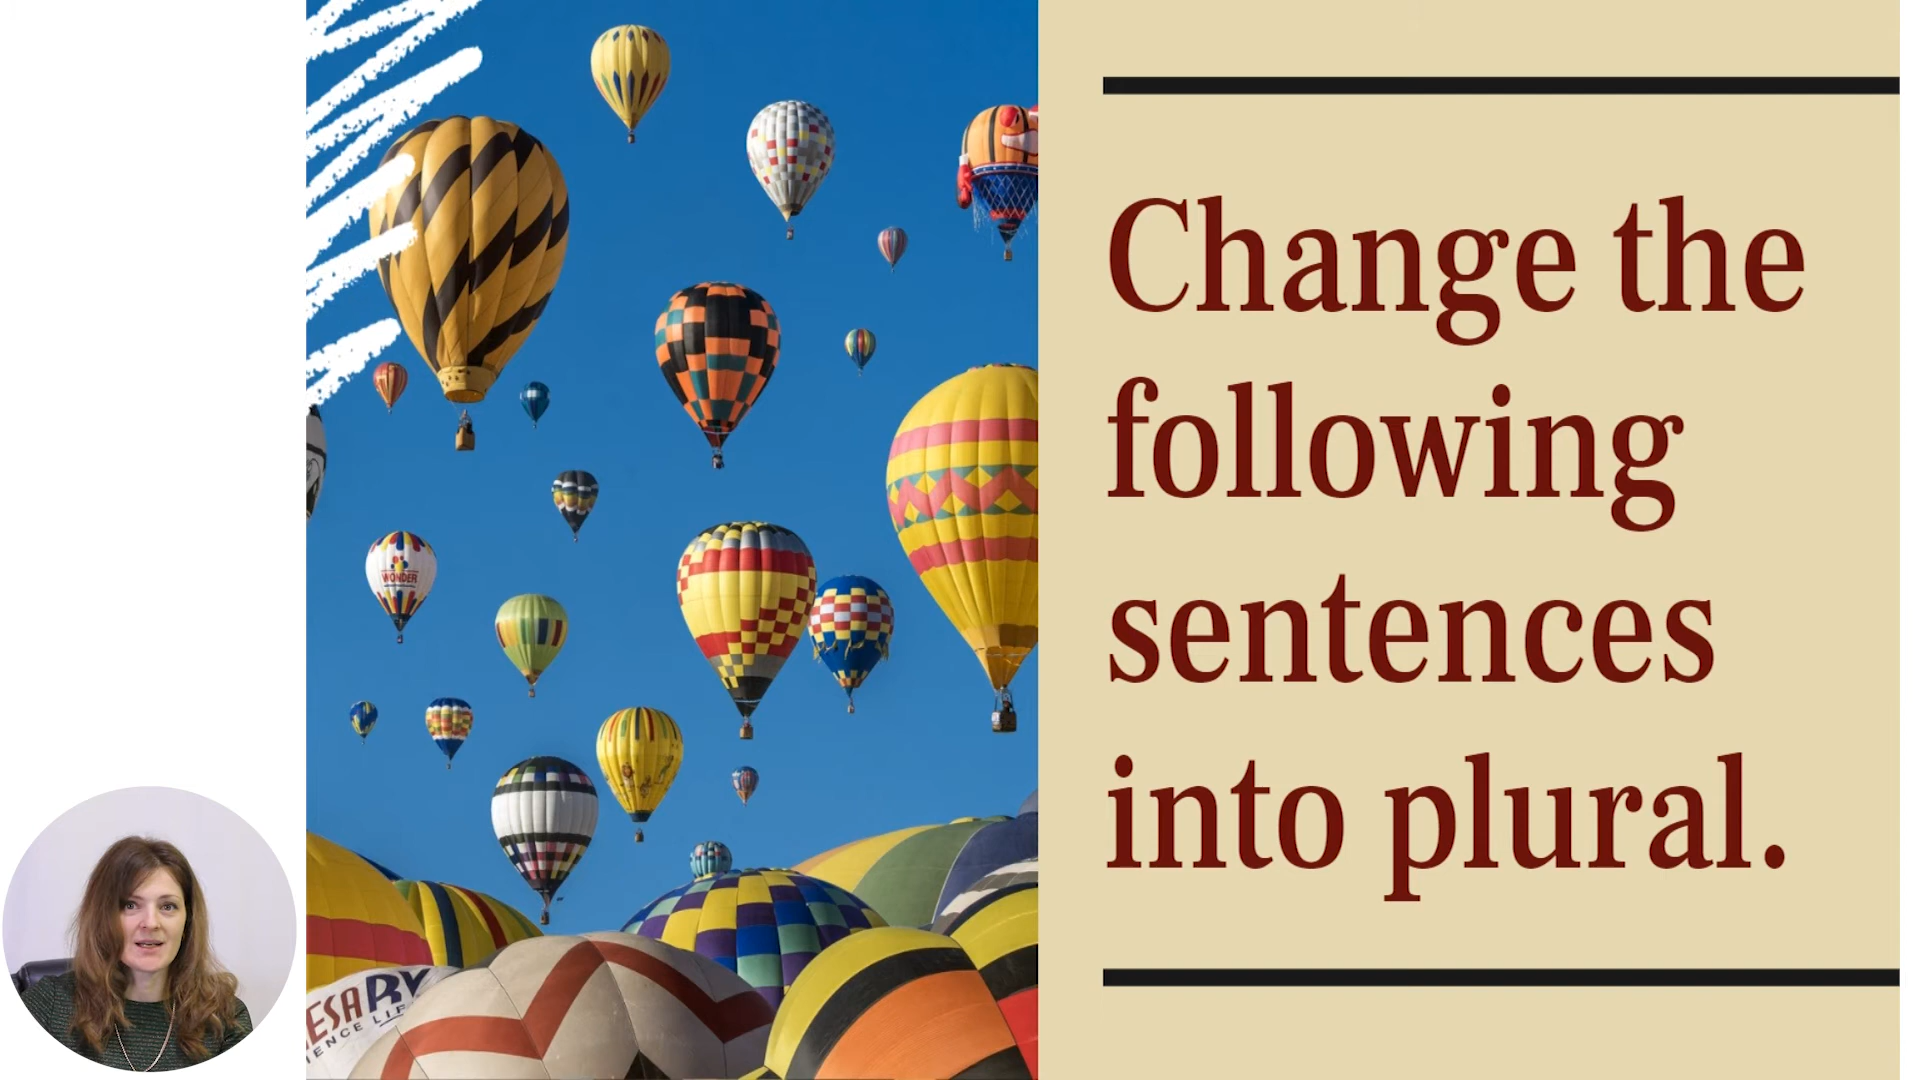 Change the
following
sentences
into plural.
WONDER